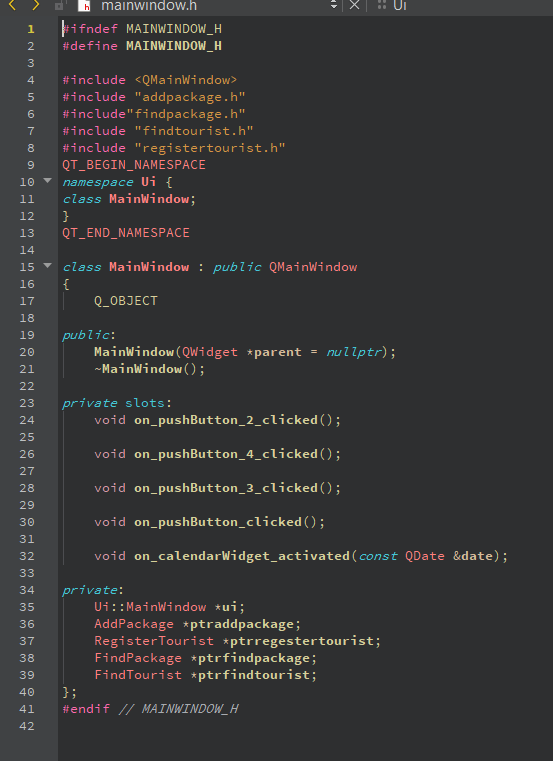 mainwindow.h
Ui
1 #ifndef MAINWINDOW_H
2 #define MAINWINDOW_H
3
4 #include <QMainWindow>
5 #include "addpackage.h"
6 #include"findpackage.h"
7 #include "findtourist.h"
8 #include "registertourist.h"
9 QT_BEGIN_NAMESPACE
10 namespace Ui {
11 class MainWindow;
12 }
13 QT_END_NAMESPACE
14
15 class MainWindow : public QMainWindow
16 {
17     Q_OBJECT
18
19 public:
20     MainWindow(QWidget *parent = nullptr);
21     ~MainWindow();
22
23 private slots:
24     void on_pushButton_2_clicked();
25
26     void on_pushButton_4_clicked();
27
28     void on_pushButton_3_clicked();
29
30     void on_pushButton_clicked();
31
32     void on_calendarWidget_activated(const QDate &date);
33
34 private:
35     Ui::MainWindow *ui;
36     AddPackage *ptraddpackage;
37     RegisterTourist *ptrregestertourist;
38     FindPackage *ptrfindpackage;
39     FindTourist *ptrfindtourist;
40 };
41 #endif // MAINWINDOW_H
42